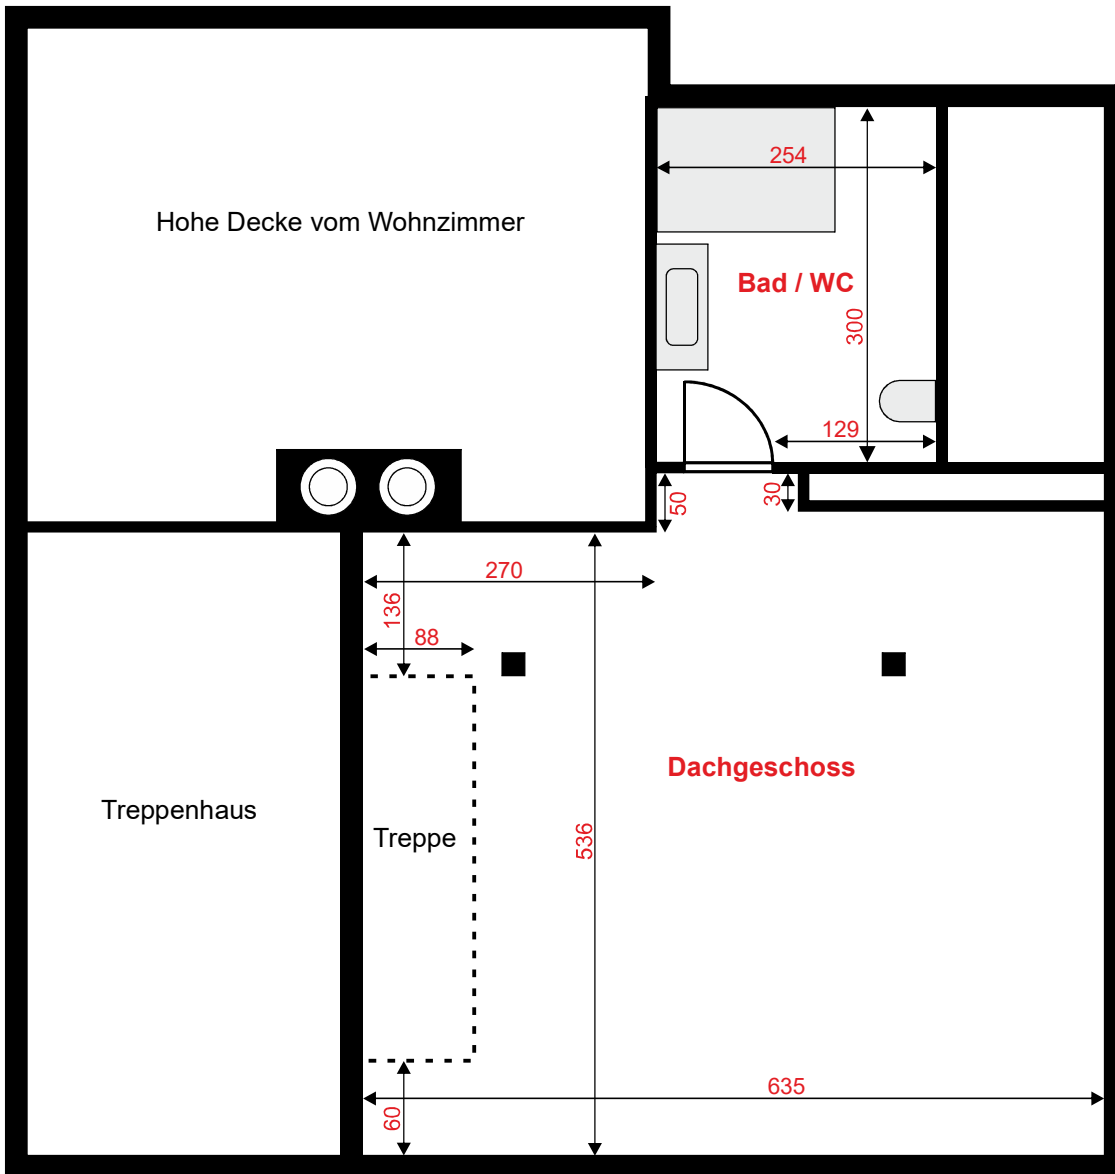 254
Hohe Decke vom Wohnzimmer
Bad / WC
300
129
50
30
270
136
88
Dachgeschoss
Treppenhaus
Treppe
536
635
60